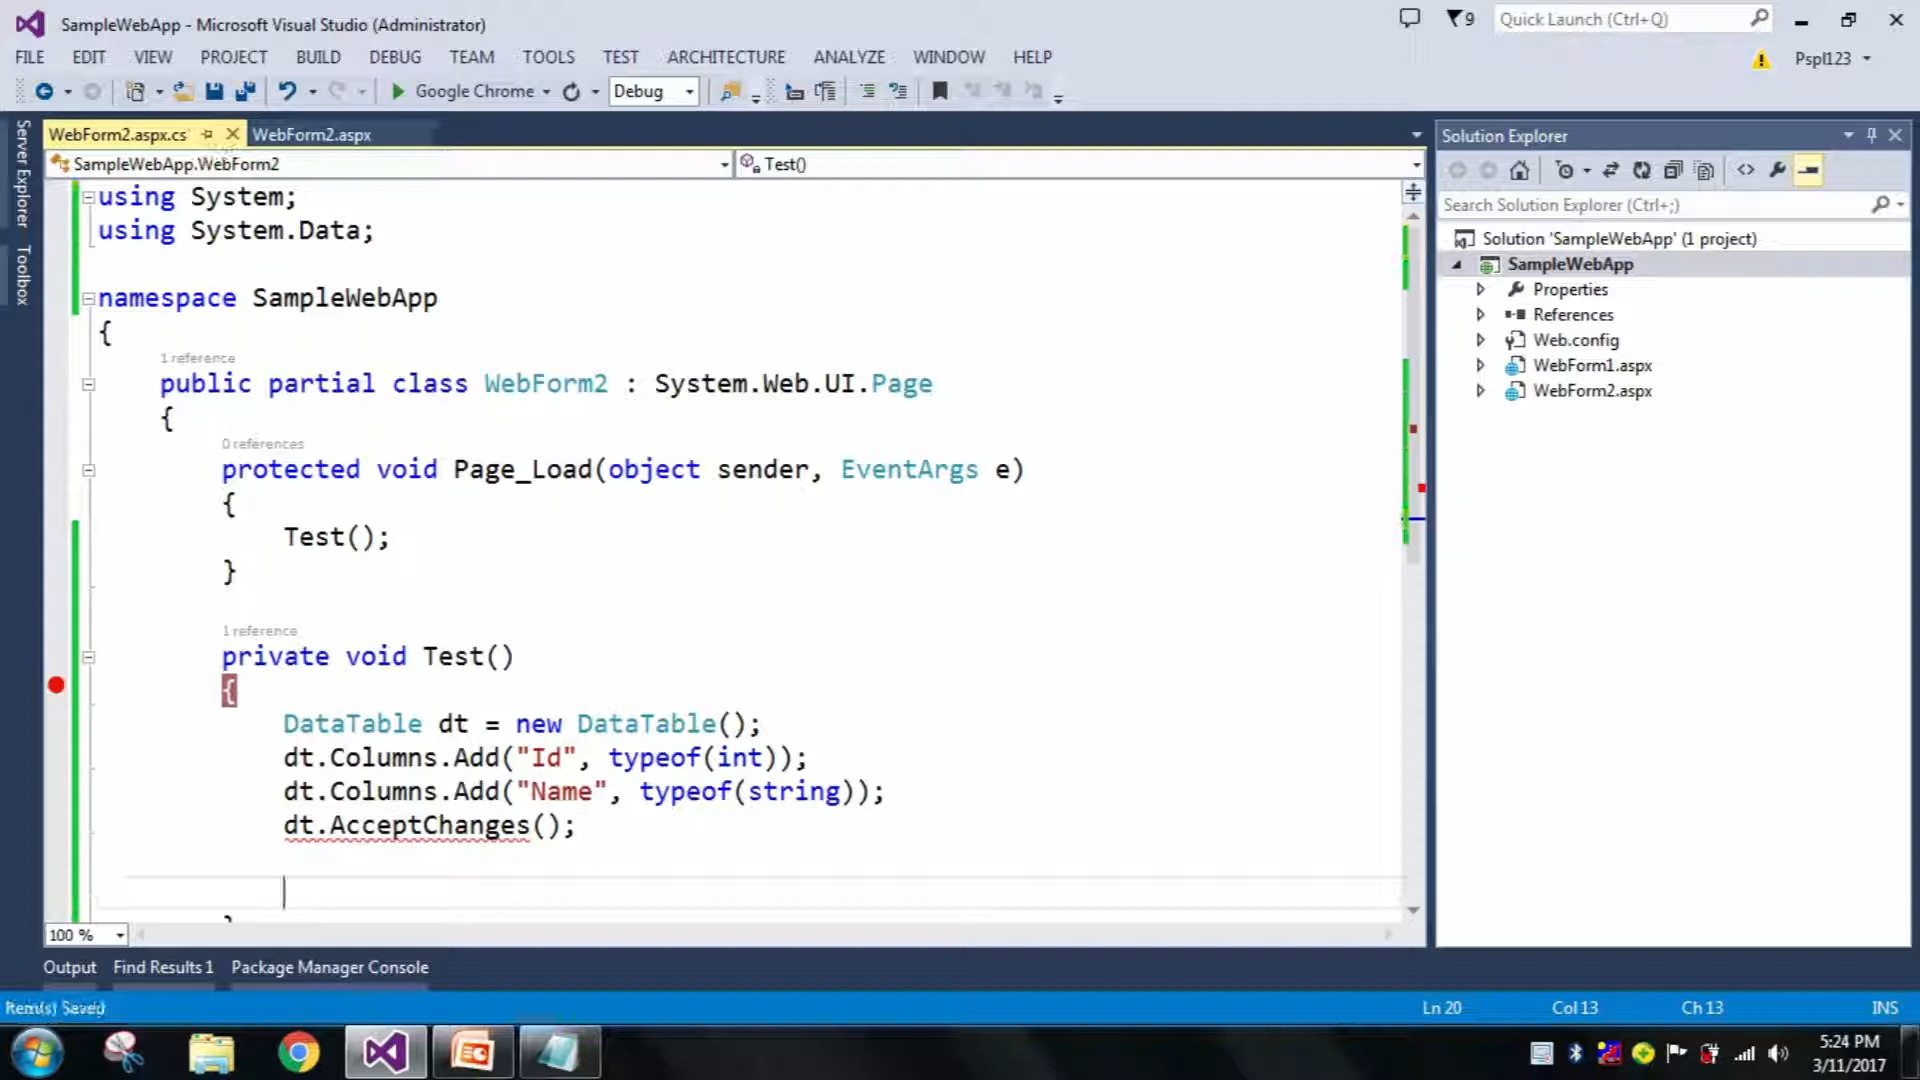 SampleWebApp - Microsoft Visual Studio (Administrator)
9
Quick Launch (Ctrl+Q)
FILE EDIT VIEW PROJECT BUILD DEBUG TEAM TOOLS TEST ARCHITECTURE ANALYZE WINDOW HELP
Pspl123
Google Chrome
Debug
Server Explorer
Toolbox
WebForm2.aspx.cs
WebForm2.aspx
SampleWebApp.WebForm2
Test()
using System;
using System.Data;
namespace SampleWebApp
{
1 reference
public partial class WebForm2 : System.Web.UI.Page
{
0 references
protected void Page_Load(object sender, EventArgs e)
{
Test();
}
1 reference
private void Test()
{
DataTable dt = new DataTable();
dt.Columns.Add("Id", typeof(int));
dt.Columns.Add("Name", typeof(string));
dt.AcceptChanges();
100 %
Solution Explorer
Search Solution Explorer (Ctrl+;)
Solution 'SampleWebApp' (1 project)
SampleWebApp
Properties
References
Web.config
WebForm1.aspx
WebForm2.aspx
Output
Find Results 1
Package Manager Console
Item(s) Saved
Ln 20
Col 13
Ch 13
INS
5:24 PM
3/11/2017